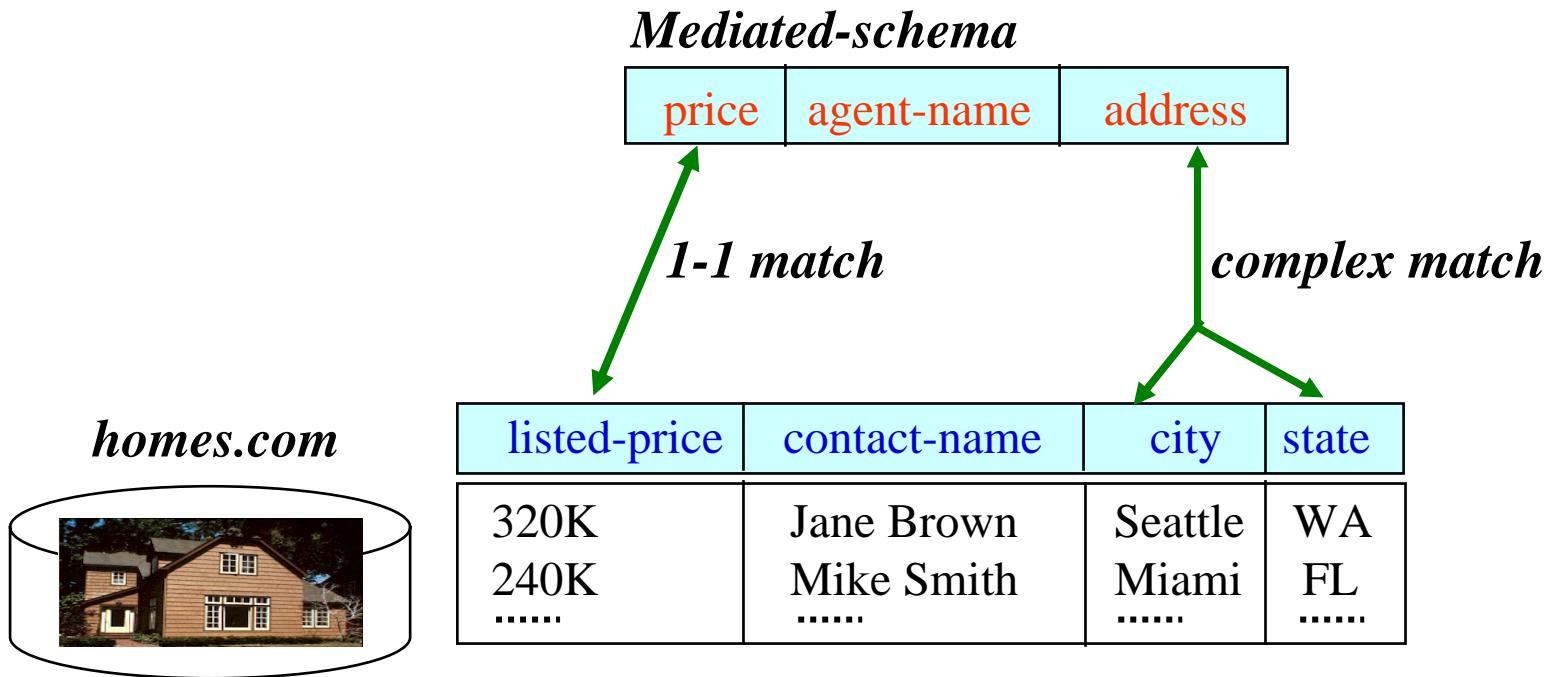 Mediated-schema
price agent-name address
1-1 match complex match
homes.com
listed-price contact-name city state
320K Jane Brown Seattle WA
240K Mike Smith Miami FL
...... ...... ...... ......